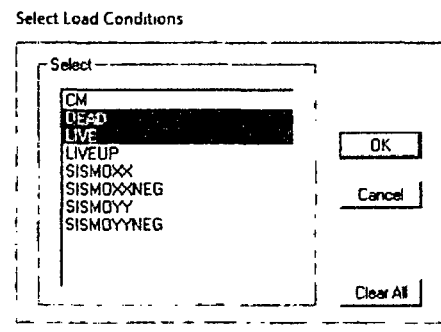 Select Load Conditions
Select
CM
DEAD
LIVE
LIVEUP
SISMOXX
SISMOXXNEG
SISMOYY
SISMOYYNEG
OK
Cancel
Clear All